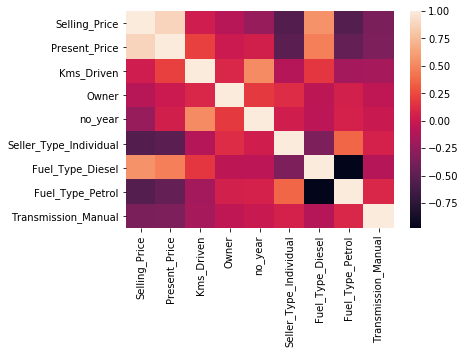 Selling_Price
Present_Price
Kms_Driven
Owner
no_year
Seller_Type_Individual
Fuel_Type_Diesel
Fuel_Type_Petrol
Transmission_Manual
Selling_Price
Present_Price
Kms_Driven
Owner
no_year
Seller_Type_Individual
Fuel_Type_Diesel
Fuel_Type_Petrol
Transmission_Manual
1.00
0.75
0.50
0.25
0.00
−0.25
−0.50
−0.75